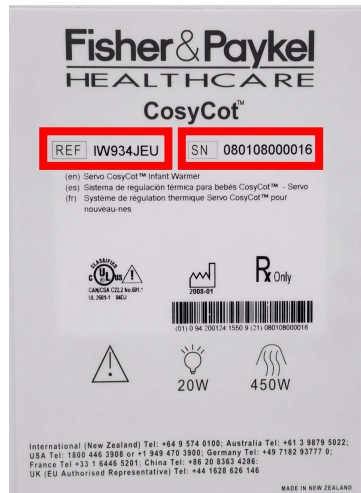 Fisher & Paykel
HEALTHCARE
CosyCot™
REF IW934JEU SN 080108000016
(en) Servo CosyCot™ Infant Warmer
(es) Sistema de regulación térmica para bebés CosyCot™ - Servo
(fr) Système de régulation thermique Servo CosyCot™ pour
nouveau-nes
CLASSIFIED
C UL US
CAN/CSA C22.2 No.601.1
UL 2601-1 94DJ
2008-01
Rx Only
(01) 0 94 200124 1550 9 (21) 080108000016
20W 450W
International (New Zealand) Tel: +64 9 574 0100; Australia Tel: +61 3 9879 5022;
USA Tel: 1800 446 3908 or +1 949 470 3900; Germany Tel: +49 7182 93777 0;
France Tel +33 1 6446 5201; China Tel: +86 20 8363 4286:
UK (EU Authorised Representative) Tel: +44 1628 626 146
MADE IN NEW ZEALAND